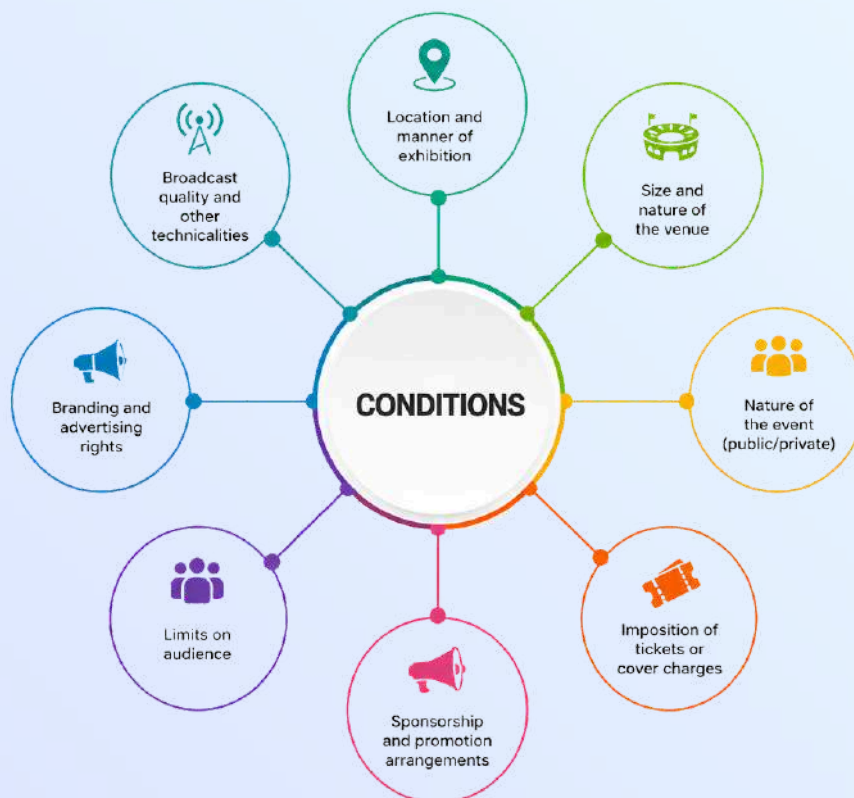 Location and
manner of
exhibition
Size and
nature of
the venue
Nature of
the event
(public/private)
Imposition of
tickets or
cover charges
Sponsorship
and promotion
arrangements
Limits on
audience
Branding and
advertising
rights
Broadcast
quality and
other
technicalities
CONDITIONS